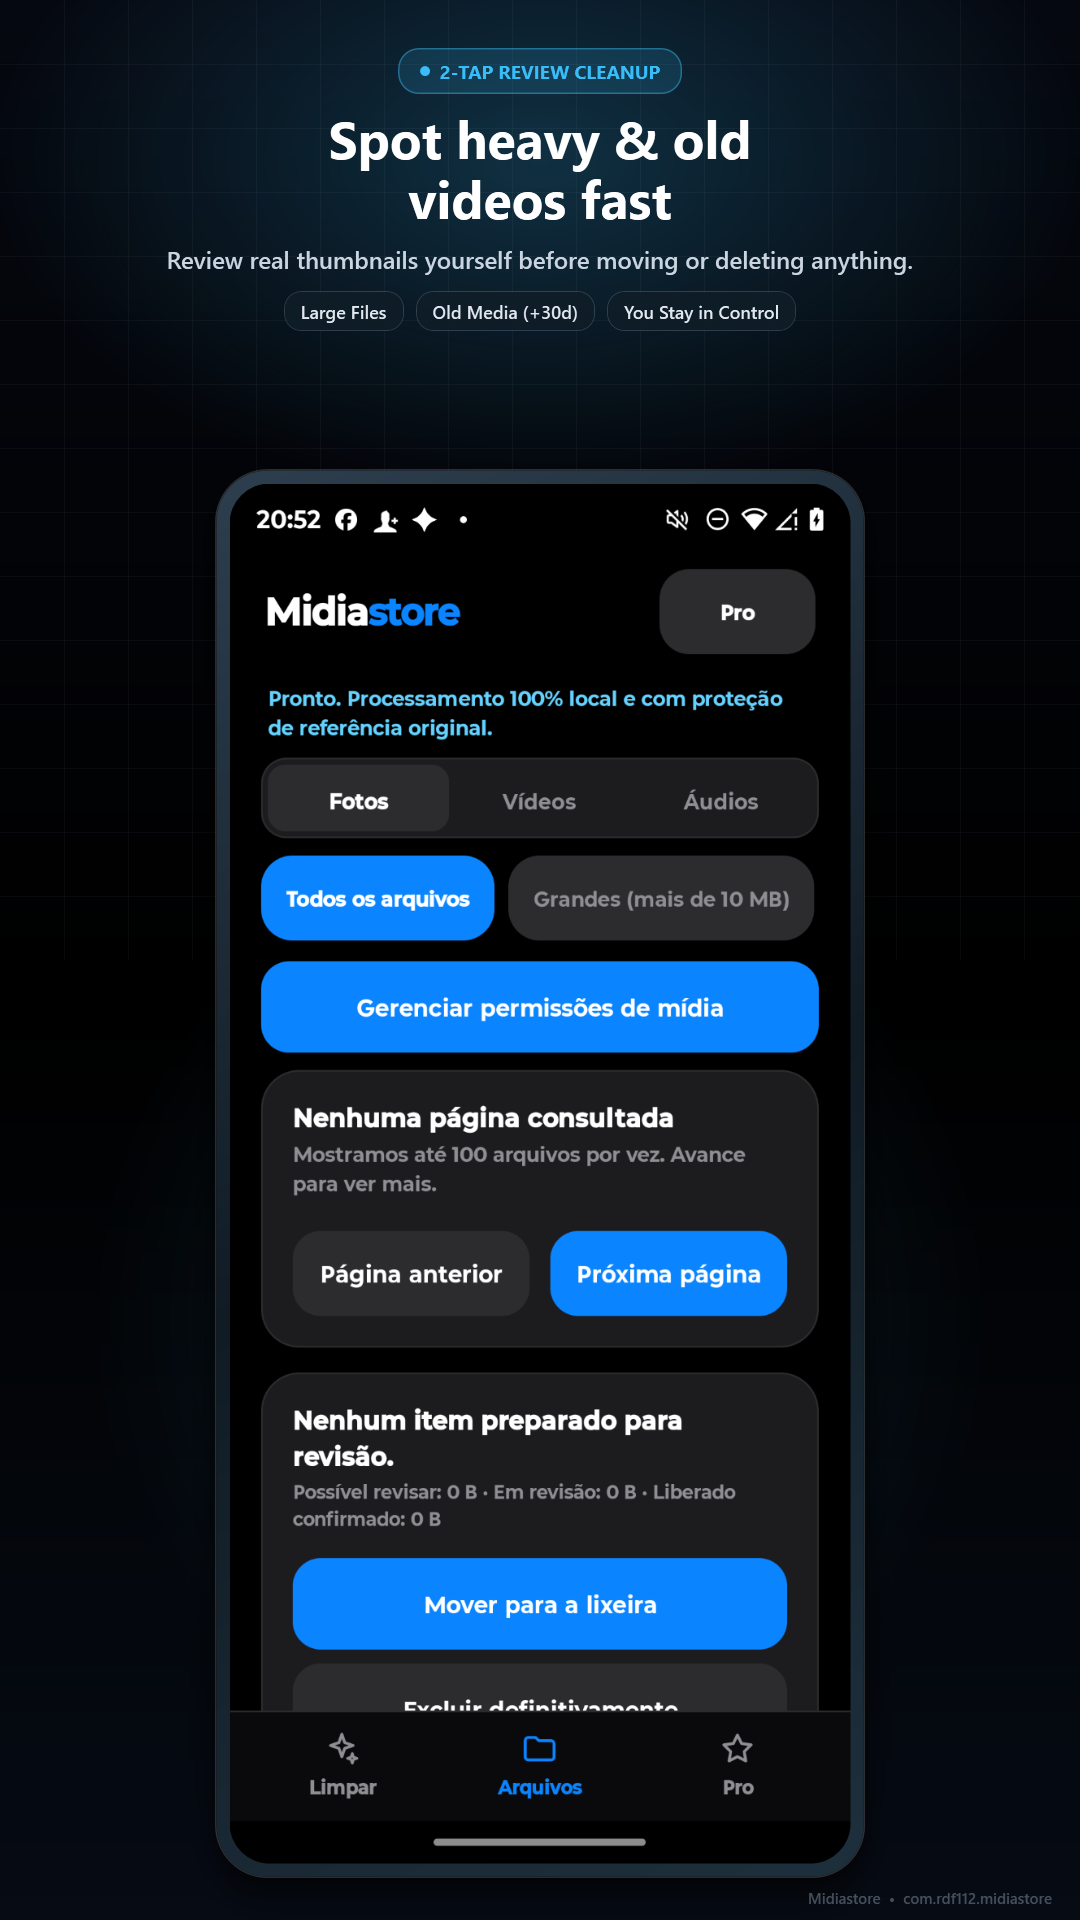 2-TAP REVIEW CLEANUP
Spot heavy & old
videos fast
Review real thumbnails yourself before moving or deleting anything.
Large Files
Old Media (+30d)
You Stay in Control
20:52
Midiastore
Pro
Pronto. Processamento 100% local e com proteção
de referência original.
Fotos
Vídeos
Áudios
Todos os arquivos
Grandes (mais de 10 MB)
Gerenciar permissões de mídia
Nenhuma página consultada
Mostramos até 100 arquivos por vez. Avance
para ver mais.
Página anterior
Próxima página
Nenhum item preparado para
revisão.
Possível revisar: 0 B · Em revisão: 0 B · Liberado
confirmado: 0 B
Mover para a lixeira
Excluir definitivamente
Limpar
Arquivos
Pro
Midiastore • com.rdf112.midiastore